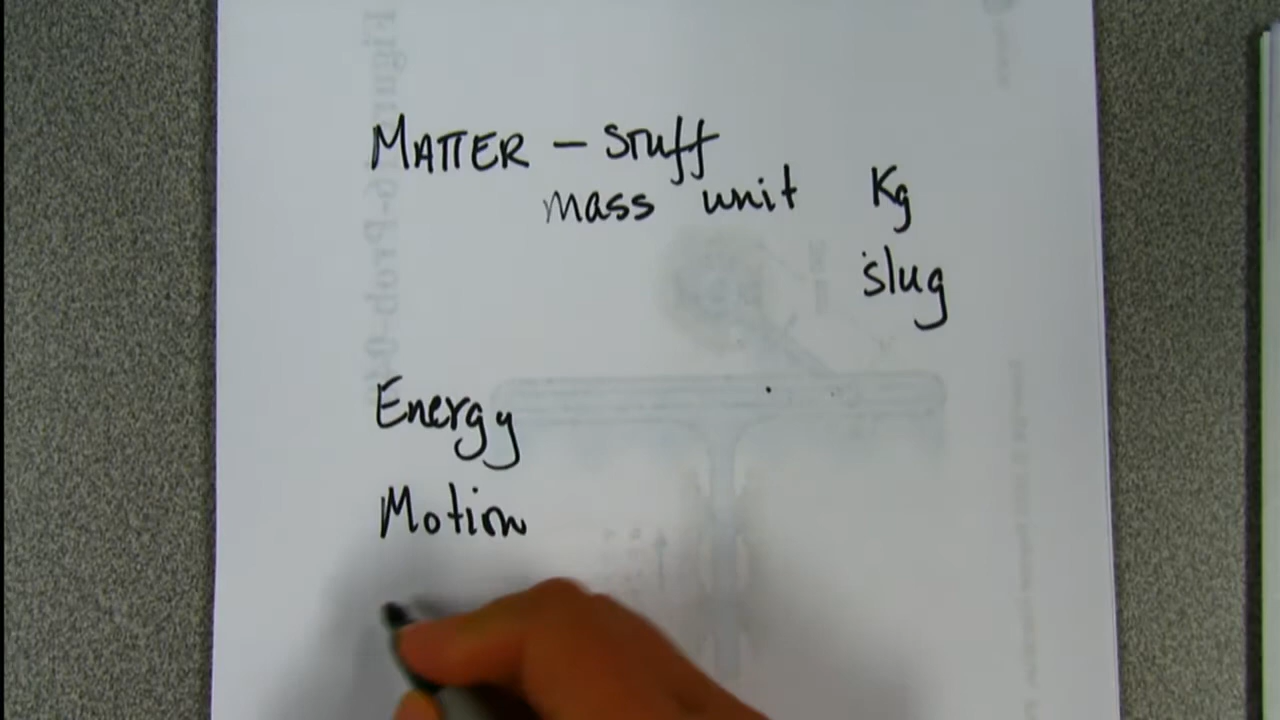 MATTER — Stuff
mass unit Kg
slug
Energy
Motion